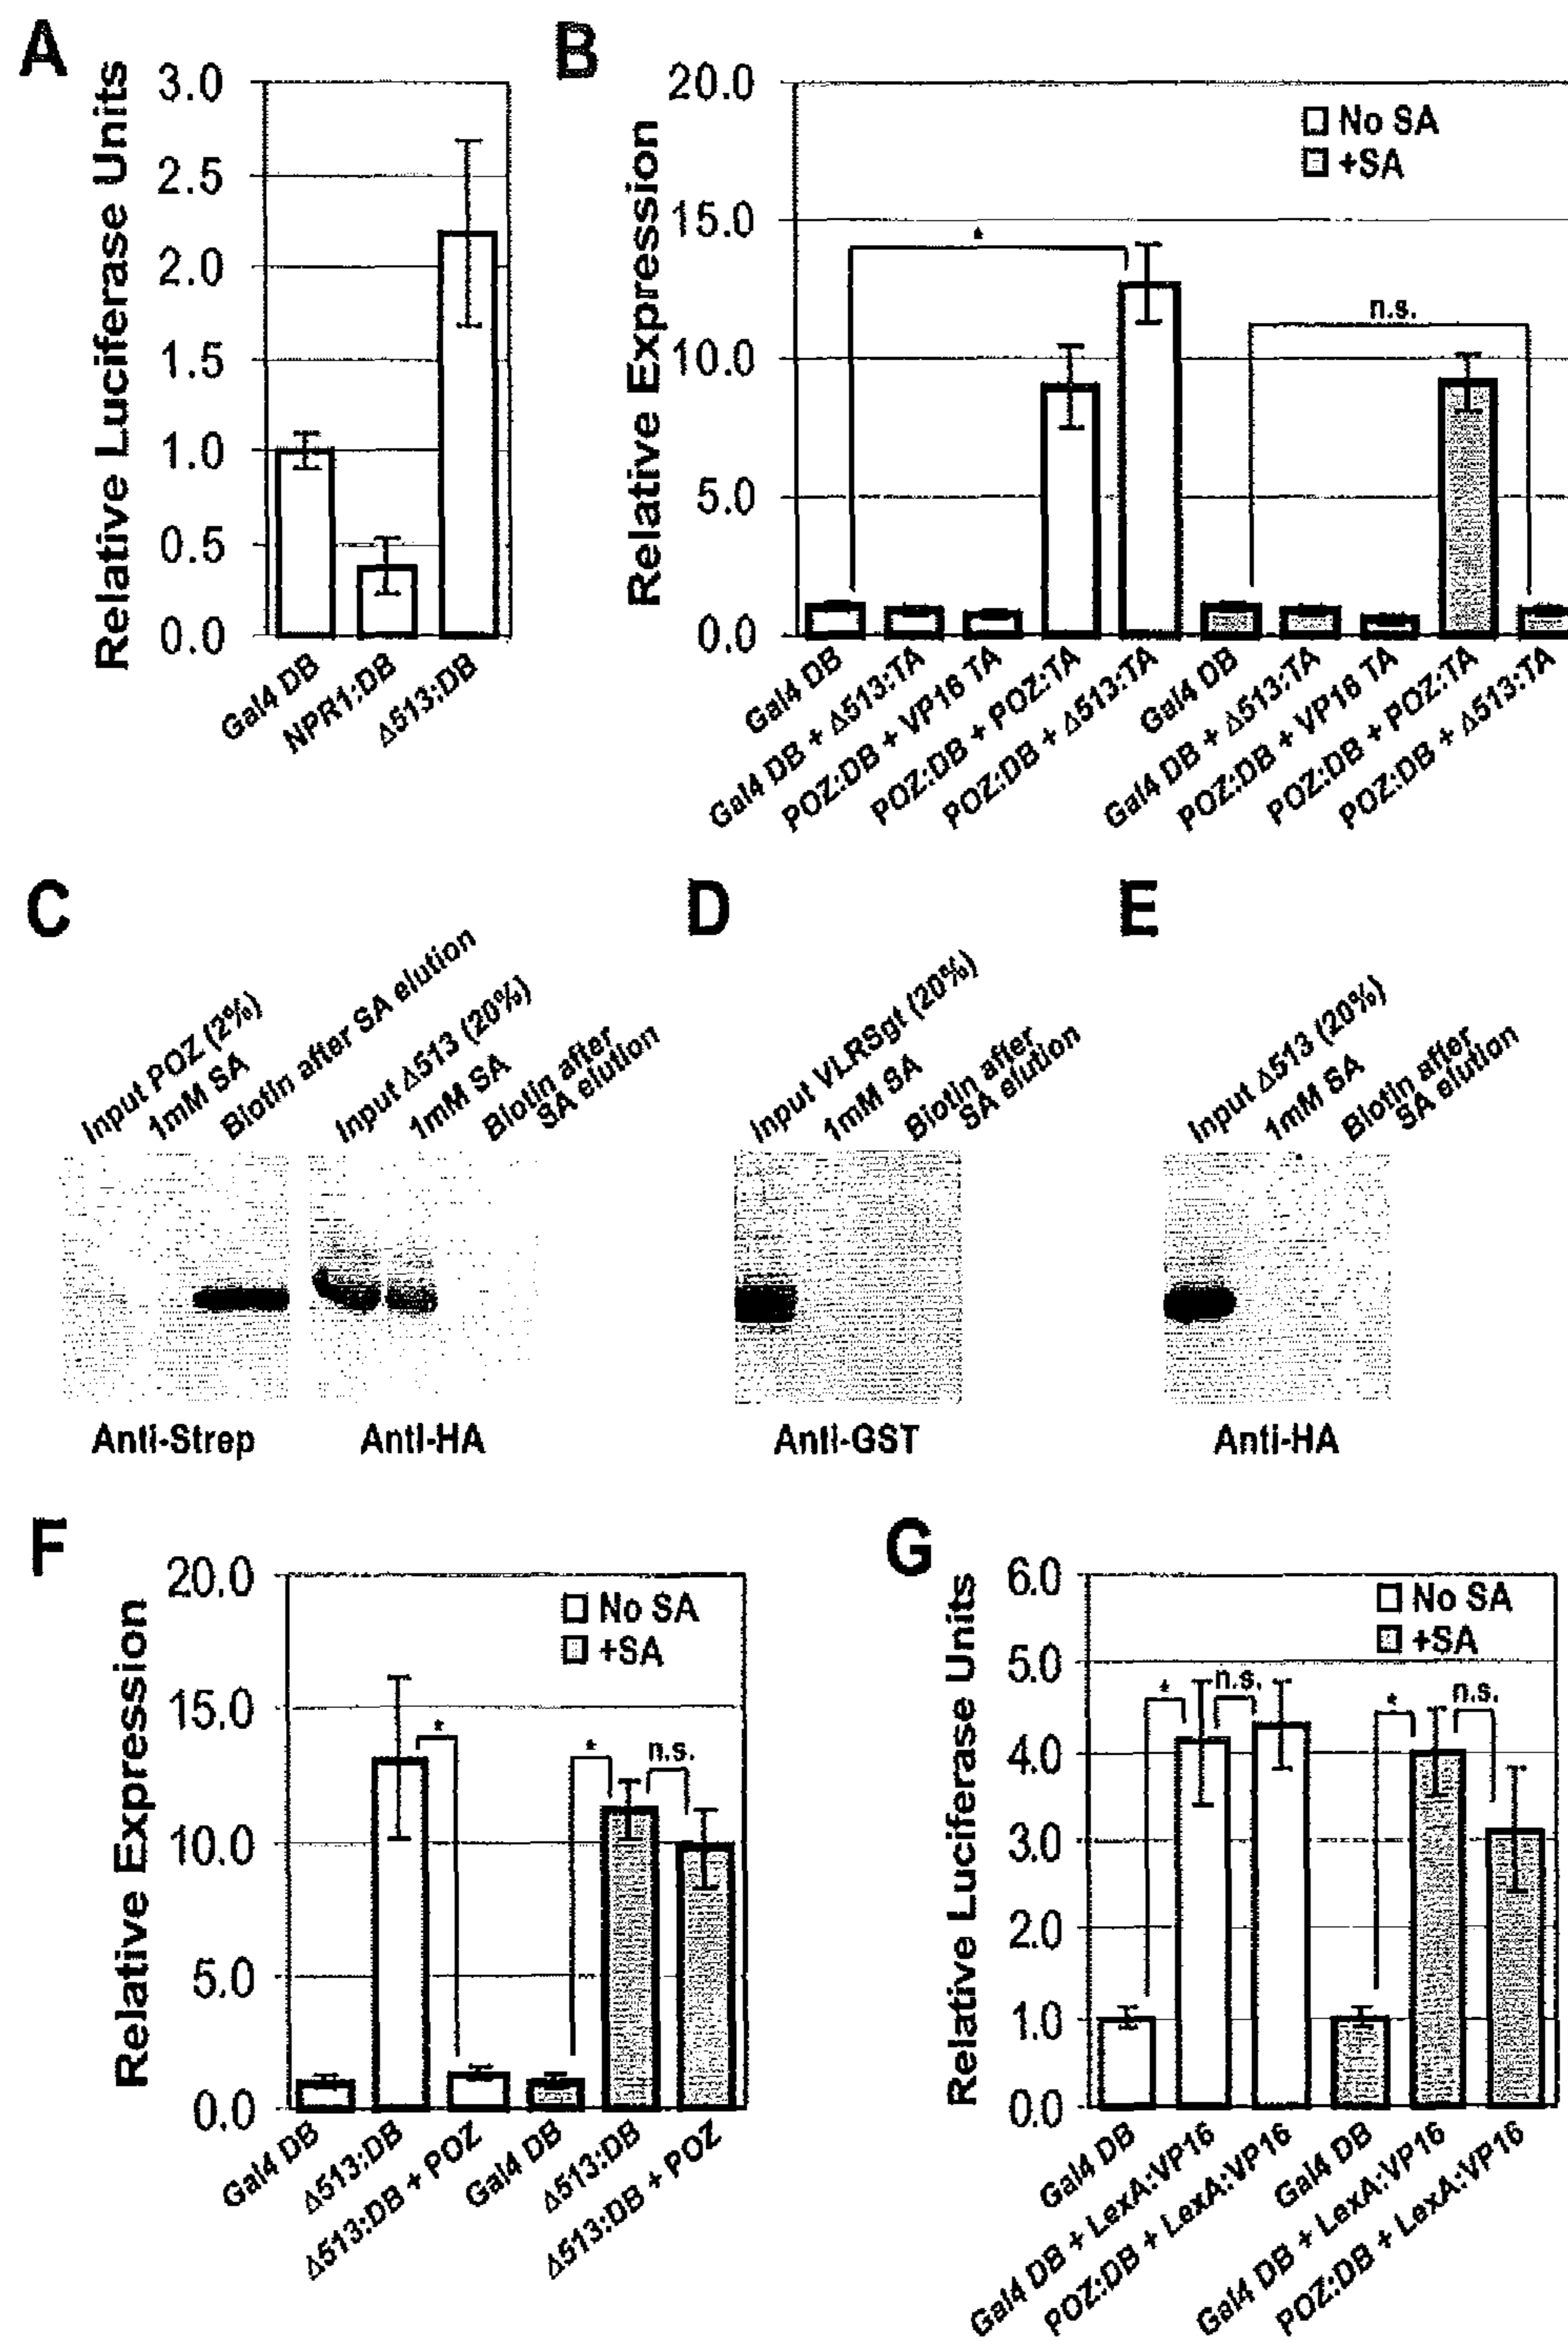 A
Relative Luciferase Units
3.0
2.5
2.0
1.5
1.0
0.5
0.0
Gal4 DB
NPR1:DB
Δ513:DB
B
Relative Expression
20.0
15.0
10.0
5.0
0.0
No SA
+SA
*
n.s.
Gal4 DB
Gal4 DB + Δ513:TA
POZ:DB + VP16 TA
POZ:DB + POZ:TA
POZ:DB + Δ513:TA
Gal4 DB
Gal4 DB + Δ513:TA
POZ:DB + VP16 TA
POZ:DB + POZ:TA
POZ:DB + Δ513:TA
C
Input POZ (2%)
1mM SA
Biotin after SA elution
Input Δ513 (20%)
1mM SA
Biotin after
SA elution
Anti-Strep
Anti-HA
D
Input VLRSgt (20%)
1mM SA
Biotin after
SA elution
Anti-GST
E
Input Δ513 (20%)
1mM SA
Biotin after
SA elution
Anti-HA
F
Relative Expression
20.0
15.0
10.0
5.0
0.0
No SA
+SA
*
*
n.s.
Gal4 DB
Δ513:DB
Δ513:DB + POZ
Gal4 DB
Δ513:DB
Δ513:DB + POZ
G
Relative Luciferase Units
6.0
5.0
4.0
3.0
2.0
1.0
0.0
No SA
+SA
*
n.s.
*
n.s.
Gal4 DB
Gal4 DB + LexA:VP16
POZ:DB + LexA:VP16
Gal4 DB
Gal4 DB + LexA:VP16
POZ:DB + LexA:VP16